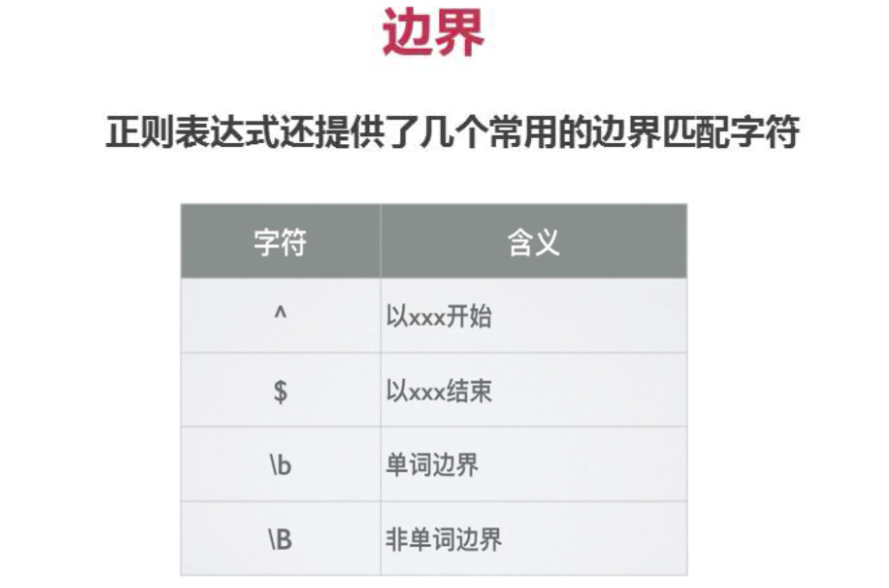 边界
正则表达式还提供了几个常用的边界匹配字符
字符 含义
^ 以xxx开始
$ 以xxx结束
\b 单词边界
\B 非单词边界